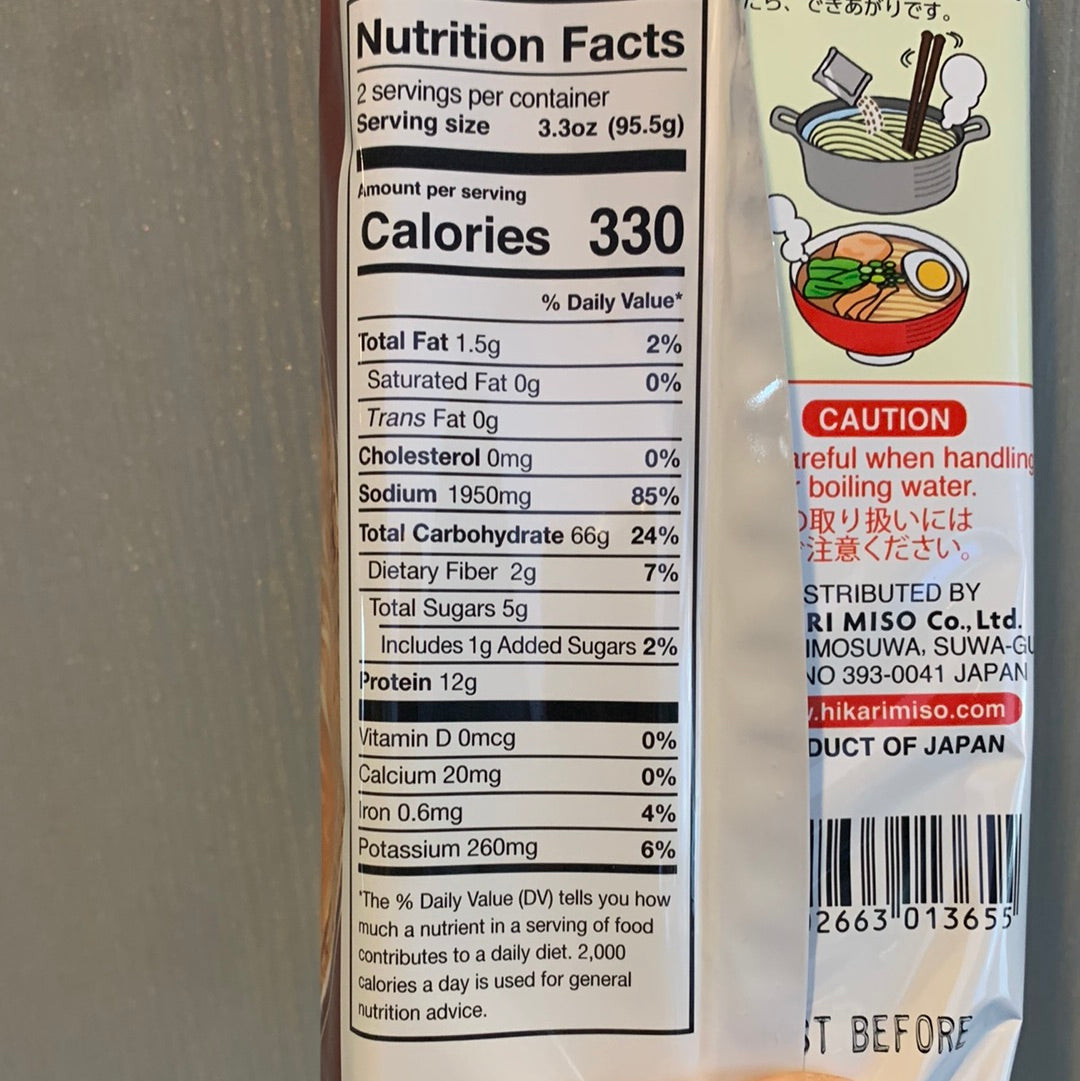 Nutrition Facts
2 servings per container
Serving size 3.3oz (95.5g)
Amount per serving
Calories 330
% Daily Value*
Total Fat 1.5g 2%
Saturated Fat 0g 0%
Trans Fat 0g
Cholesterol 0mg 0%
Sodium 1950mg 85%
Total Carbohydrate 66g 24%
Dietary Fiber 2g 7%
Total Sugars 5g
Includes 1g Added Sugars 2%
Protein 12g
Vitamin D 0mcg 0%
Calcium 20mg 0%
Iron 0.6mg 4%
Potassium 260mg 6%
*The % Daily Value (DV) tells you how
much a nutrient in a serving of food
contributes to a daily diet. 2,000
calories a day is used for general
nutrition advice.
たら、できあがりです。
CAUTION
areful when handling
boiling water.
の取り扱いには
ご注意ください。
STRIBUTED BY
RI MISO Co., Ltd.
IMOSUWA, SUWA-GU
NO 393-0041 JAPAN
.hikarimiso.com
DUCT OF JAPAN
2663 013655
ST BEFORE